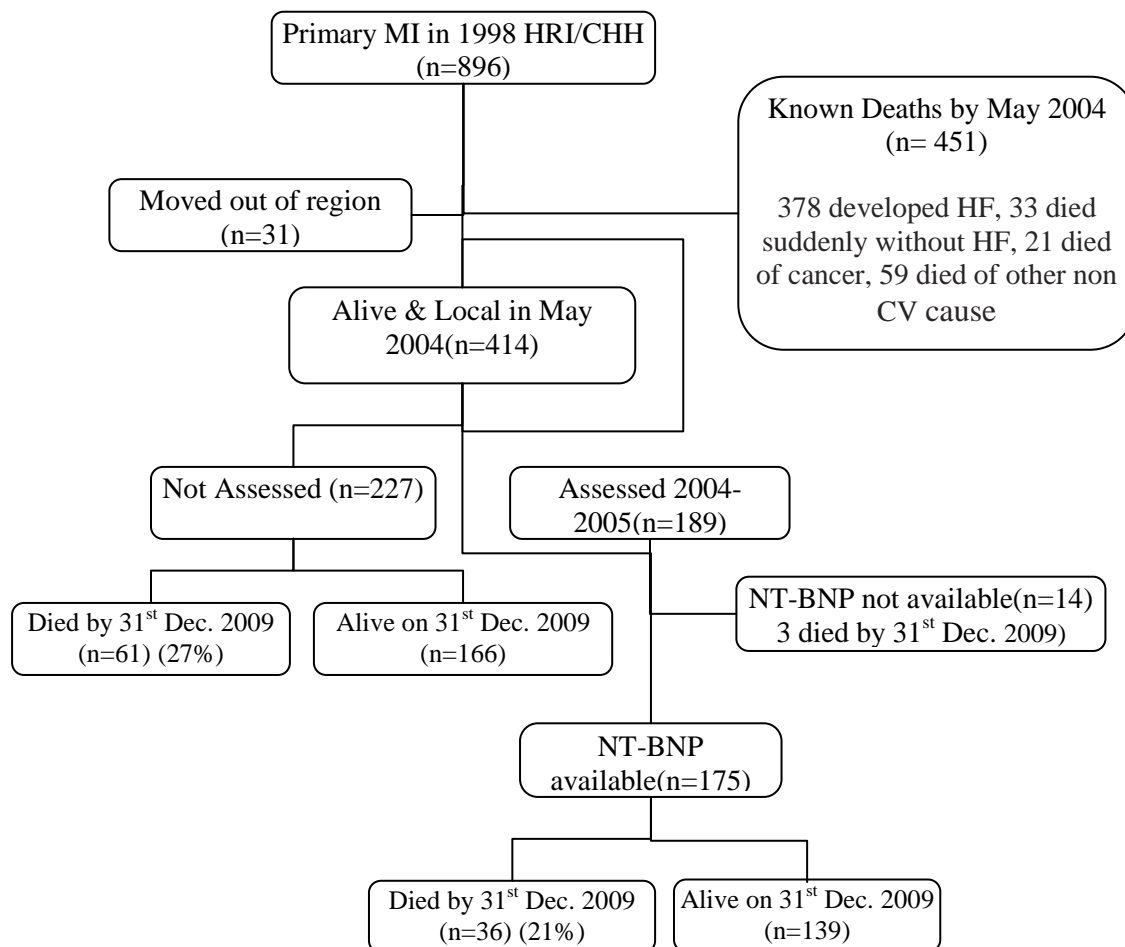 Primary MI in 1998 HRI/CHH
(n=896)
Known Deaths by May 2004
(n= 451)
378 developed HF, 33 died
suddenly without HF, 21 died
of cancer, 59 died of other non
CV cause
Moved out of region
(n=31)
Alive & Local in May
2004(n=414)
Not Assessed (n=227)
Assessed 2004-
2005(n=189)
Died by 31st Dec. 2009
(n=61) (27%)
Alive on 31st Dec. 2009
(n=166)
NT-BNP not available(n=14)
3 died by 31st Dec. 2009)
NT-BNP
available(n=175)
Died by 31st Dec. 2009
(n=36) (21%)
Alive on 31st Dec. 2009
(n=139)